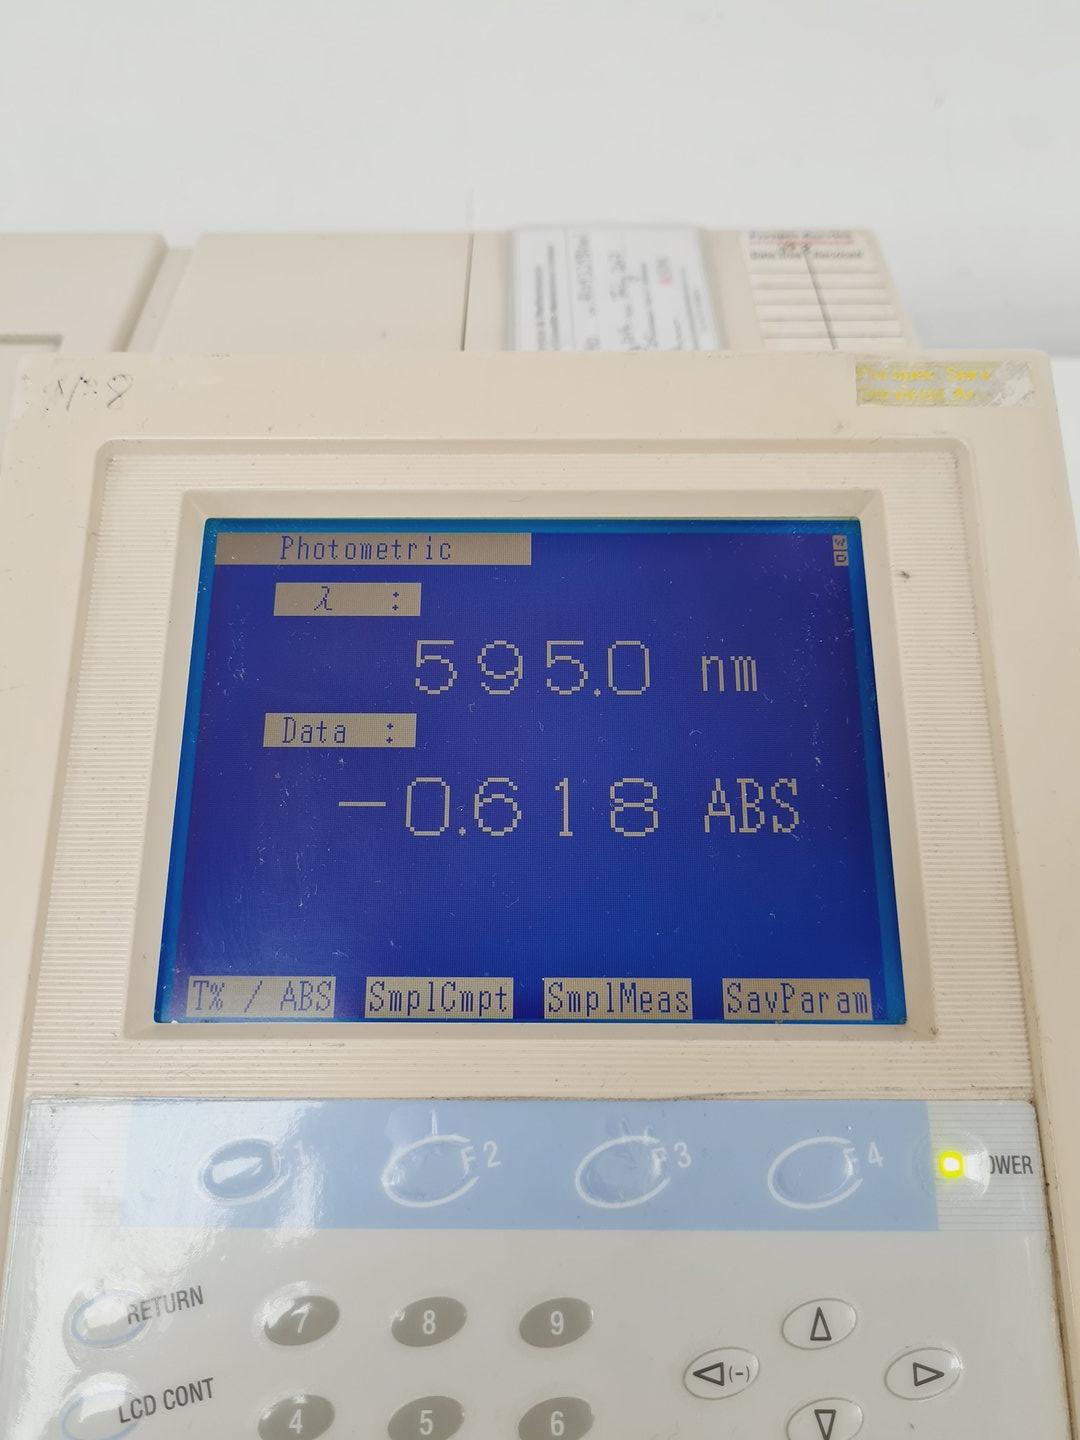 N° 8
Photometric
λ :
595.0 nm
Data :
-0.618 ABS
T% / ABS SmplCmpt SmplMeas SavParam
F1 F2 F3 F4 POWER
RETURN 7 8 9
(-)
LCD CONT 4 5 6